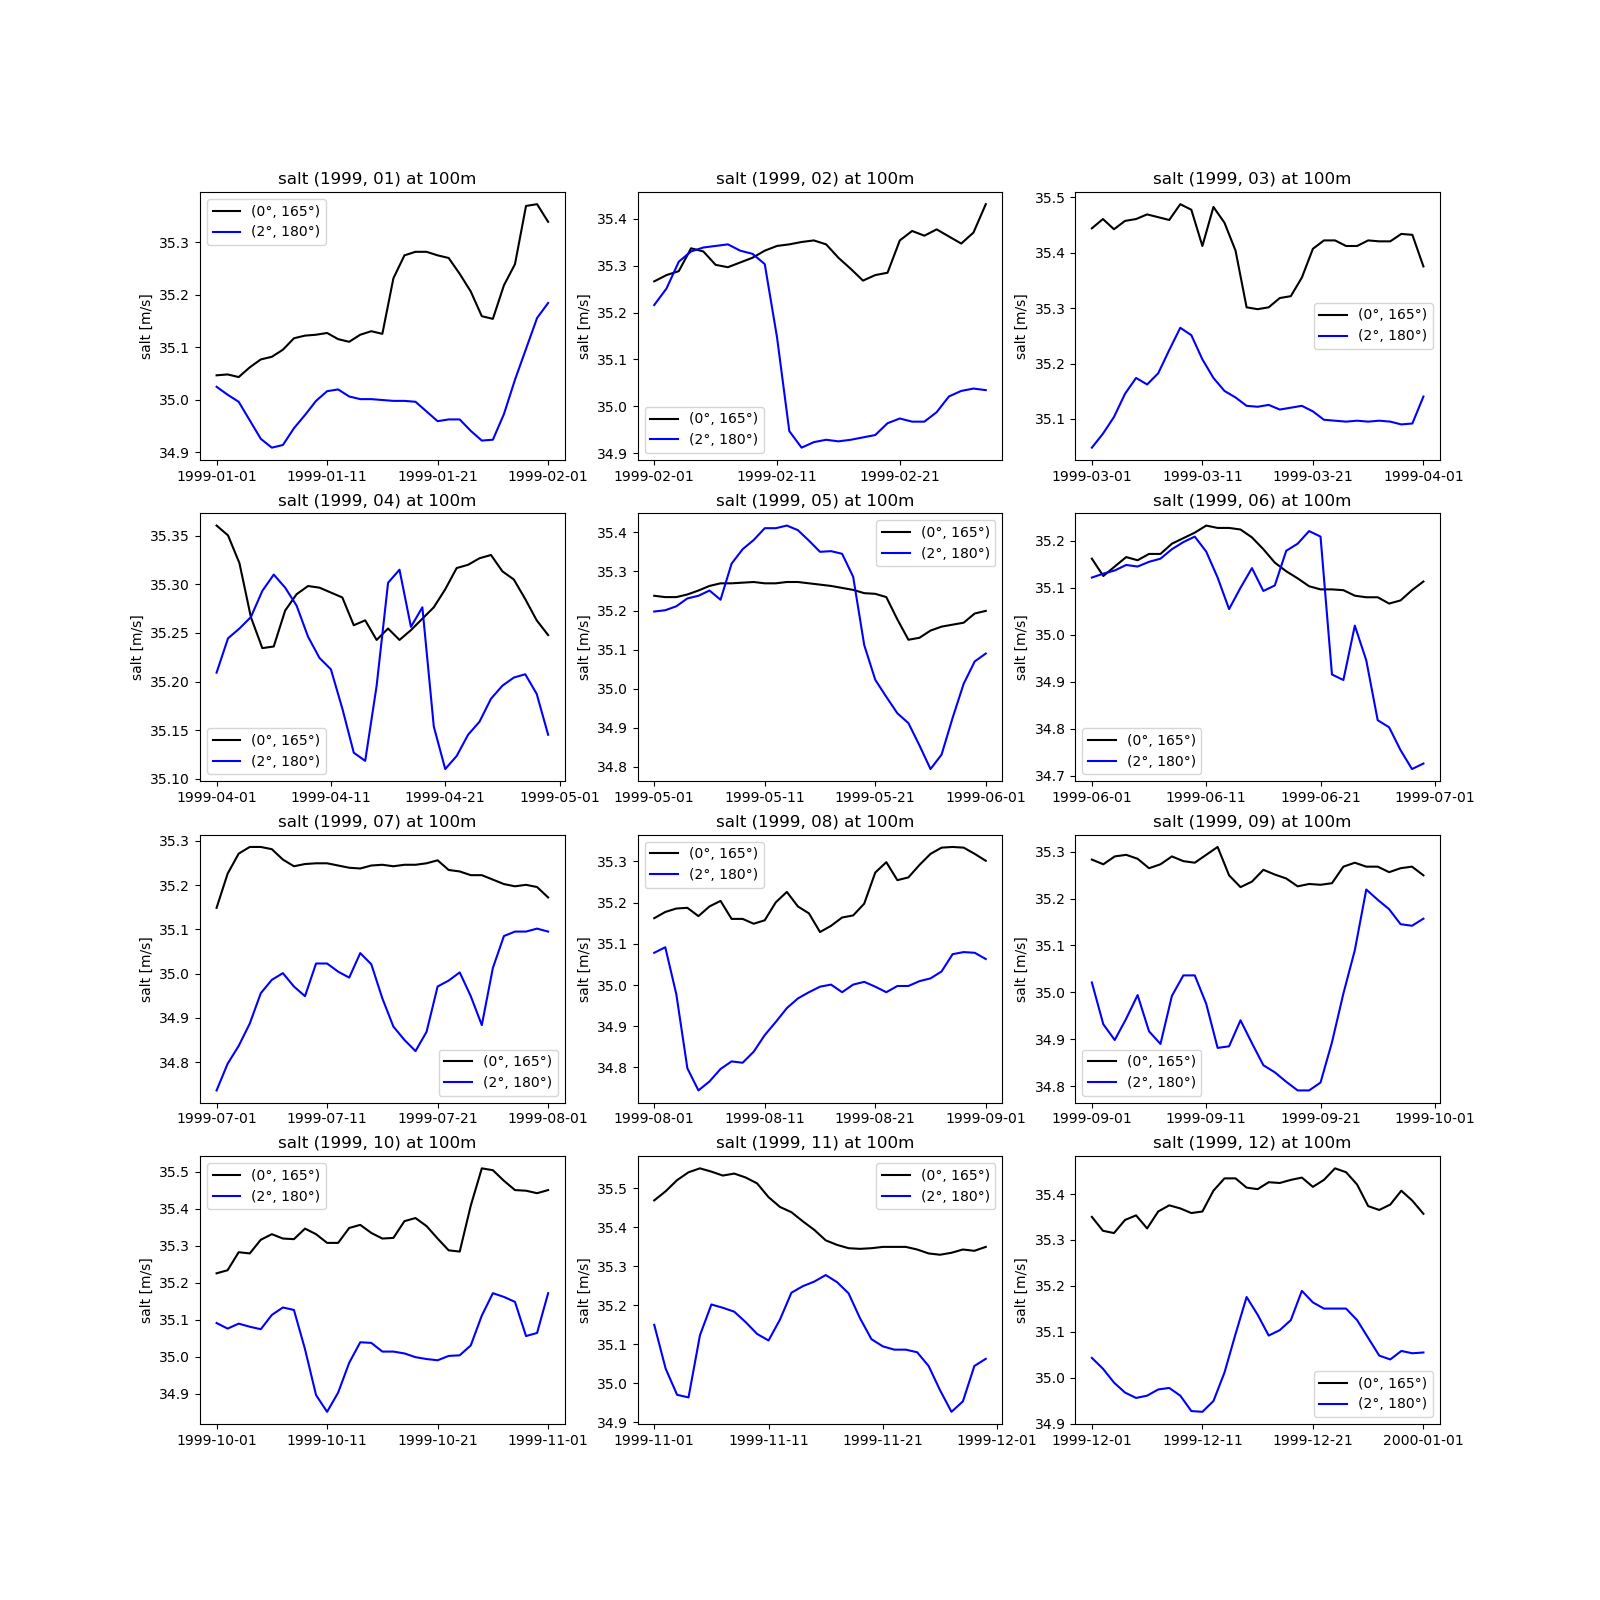 salt (1999, 01) at 100m
salt [m/s]
35.3
35.2
35.1
35.0
34.9
(0°, 165°)
(2°, 180°)
1999-01-01 1999-01-11 1999-01-21 1999-02-01
salt (1999, 02) at 100m
salt [m/s]
35.4
35.3
35.2
35.1
35.0
34.9
(0°, 165°)
(2°, 180°)
1999-02-01 1999-02-11 1999-02-21
salt (1999, 03) at 100m
salt [m/s]
35.5
35.4
35.3
35.2
35.1
(0°, 165°)
(2°, 180°)
1999-03-01 1999-03-11 1999-03-21 1999-04-01
salt (1999, 04) at 100m
salt [m/s]
35.35
35.30
35.25
35.20
35.15
35.10
(0°, 165°)
(2°, 180°)
1999-04-01 1999-04-11 1999-04-21 1999-05-01
salt (1999, 05) at 100m
salt [m/s]
35.4
35.3
35.2
35.1
35.0
34.9
34.8
(0°, 165°)
(2°, 180°)
1999-05-01 1999-05-11 1999-05-21 1999-06-01
salt (1999, 06) at 100m
salt [m/s]
35.2
35.1
35.0
34.9
34.8
34.7
(0°, 165°)
(2°, 180°)
1999-06-01 1999-06-11 1999-06-21 1999-07-01
salt (1999, 07) at 100m
salt [m/s]
35.3
35.2
35.1
35.0
34.9
34.8
(0°, 165°)
(2°, 180°)
1999-07-01 1999-07-11 1999-07-21 1999-08-01
salt (1999, 08) at 100m
salt [m/s]
35.3
35.2
35.1
35.0
34.9
34.8
(0°, 165°)
(2°, 180°)
1999-08-01 1999-08-11 1999-08-21 1999-09-01
salt (1999, 09) at 100m
salt [m/s]
35.3
35.2
35.1
35.0
34.9
34.8
(0°, 165°)
(2°, 180°)
1999-09-01 1999-09-11 1999-09-21 1999-10-01
salt (1999, 10) at 100m
salt [m/s]
35.5
35.4
35.3
35.2
35.1
35.0
34.9
(0°, 165°)
(2°, 180°)
1999-10-01 1999-10-11 1999-10-21 1999-11-01
salt (1999, 11) at 100m
salt [m/s]
35.5
35.4
35.3
35.2
35.1
35.0
34.9
(0°, 165°)
(2°, 180°)
1999-11-01 1999-11-11 1999-11-21 1999-12-01
salt (1999, 12) at 100m
salt [m/s]
35.4
35.3
35.2
35.1
35.0
34.9
(0°, 165°)
(2°, 180°)
1999-12-01 1999-12-11 1999-12-21 2000-01-01